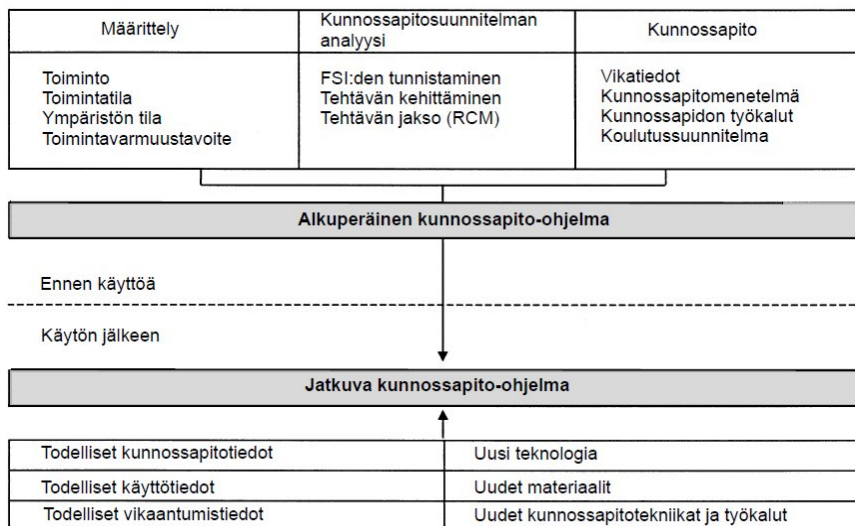 Määrittely
Toiminto
Toimintatila
Ympäristön tila
Toimintavarmuustavoite
Kunnossapitosuunnitelman
analyysi
FSI:den tunnistaminen
Tehtävän kehittäminen
Tehtävän jakso (RCM)
Kunnossapito
Vikatiedot
Kunnossapitomenetelmä
Kunnossapidon työkalut
Koulutussuunnitelma
Alkuperäinen kunnossapito-ohjelma
Ennen käyttöä
Käytön jälkeen
Jatkuva kunnossapito-ohjelma
Todelliset kunnossapitotiedot
Uusi teknologia
Todelliset käyttötiedot
Uudet materiaalit
Todelliset vikaantumistiedot
Uudet kunnossapitotekniikat ja työkalut